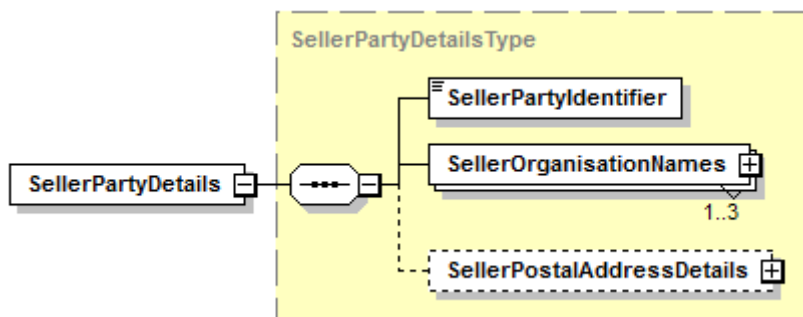 SellerPartyDetailsType
SellerPartyIdentifier
SellerPartyDetails
SellerOrganisationNames
1..3
SellerPostalAddressDetails